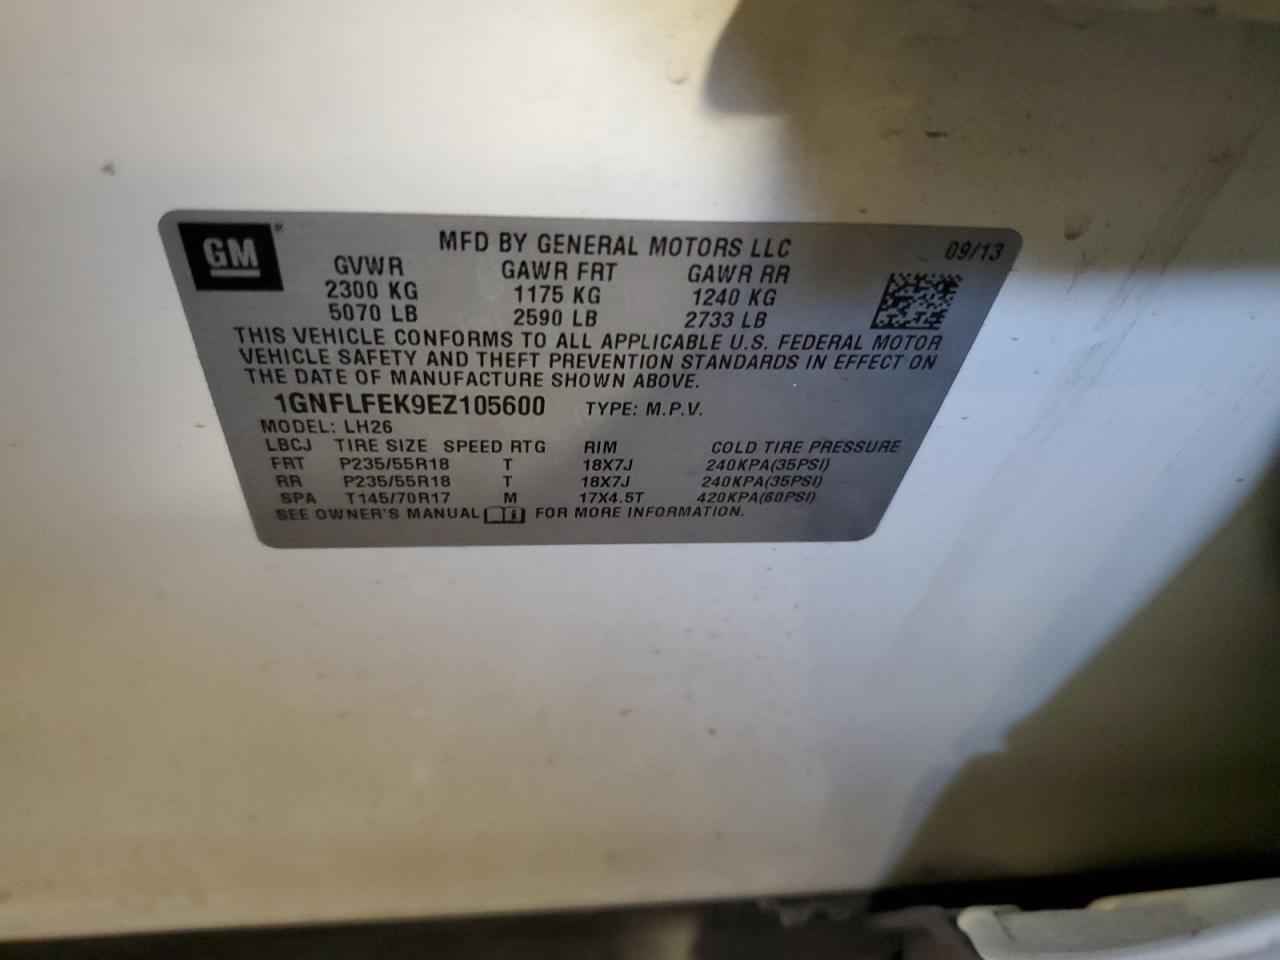 GM
MFD BY GENERAL MOTORS LLC 09/13
GVWR GAWR FRT GAWR RR
2300 KG 1175 KG 1240 KG
5070 LB 2590 LB 2733 LB
THIS VEHICLE CONFORMS TO ALL APPLICABLE U.S. FEDERAL MOTOR
VEHICLE SAFETY AND THEFT PREVENTION STANDARDS IN EFFECT ON
THE DATE OF MANUFACTURE SHOWN ABOVE.
1GNFLFEK9EZ105600 TYPE: M.P.V.
MODEL: LH26
LBCJ TIRE SIZE SPEED RTG RIM COLD TIRE PRESSURE
FRT P235/55R18 T 18X7J 240KPA(35PSI)
RR P235/55R18 T 18X7J 240KPA(35PSI)
SPA T145/70R17 M 17X4.5T 420KPA(60PSI)
SEE OWNER'S MANUAL FOR MORE INFORMATION.